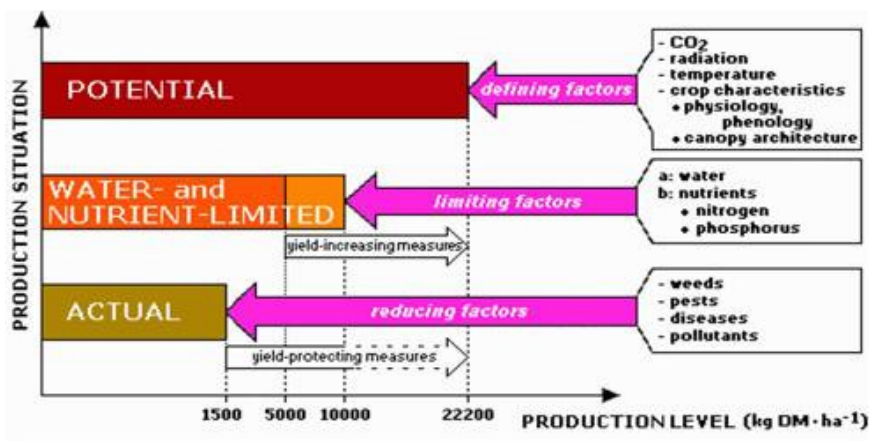 PRODUCTION SITUATION
POTENTIAL
defining factors
- CO2
- radiation
- temperature
- crop characteristics
• physiology,
phenology
• canopy architecture
WATER- and
NUTRIENT-LIMITED
limiting factors
a: water
b: nutrients
• nitrogen
• phosphorus
yield-increasing measures
ACTUAL
reducing factors
- weeds
- pests
- diseases
- pollutants
yield-protecting measures
1500 5000 10000 22200
PRODUCTION LEVEL (kg DM·ha⁻¹)